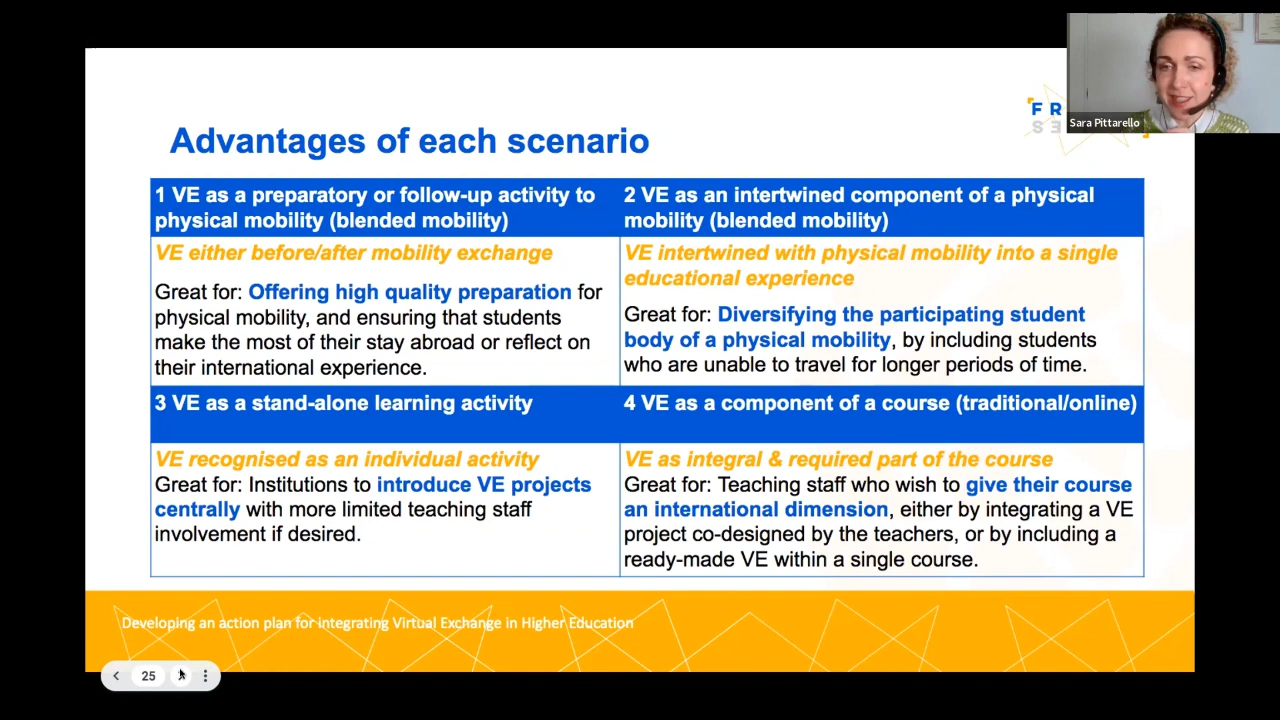 FR
SE
Sara Pittarello
Advantages of each scenario
1 VE as a preparatory or follow-up activity to
physical mobility (blended mobility)
2 VE as an intertwined component of a physical
mobility (blended mobility)
VE either before/after mobility exchange
Great for: Offering high quality preparation for
physical mobility, and ensuring that students
make the most of their stay abroad or reflect on
their international experience.
VE intertwined with physical mobility into a single
educational experience
Great for: Diversifying the participating student
body of a physical mobility, by including students
who are unable to travel for longer periods of time.
3 VE as a stand-alone learning activity
4 VE as a component of a course (traditional/online)
VE recognised as an individual activity
Great for: Institutions to introduce VE projects
centrally with more limited teaching staff
involvement if desired.
VE as integral & required part of the course
Great for: Teaching staff who wish to give their course
an international dimension, either by integrating a VE
project co-designed by the teachers, or by including a
ready-made VE within a single course.
Developing an action plan for integrating Virtual Exchange in Higher Education
25